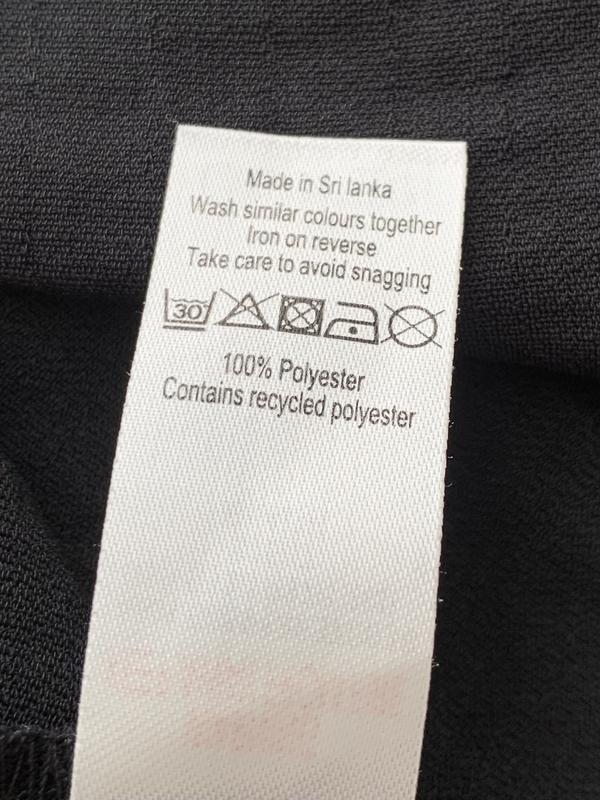 Made in Sri lanka
Wash similar colours together
Iron on reverse
Take care to avoid snagging
30
100% Polyester
Contains recycled polyester